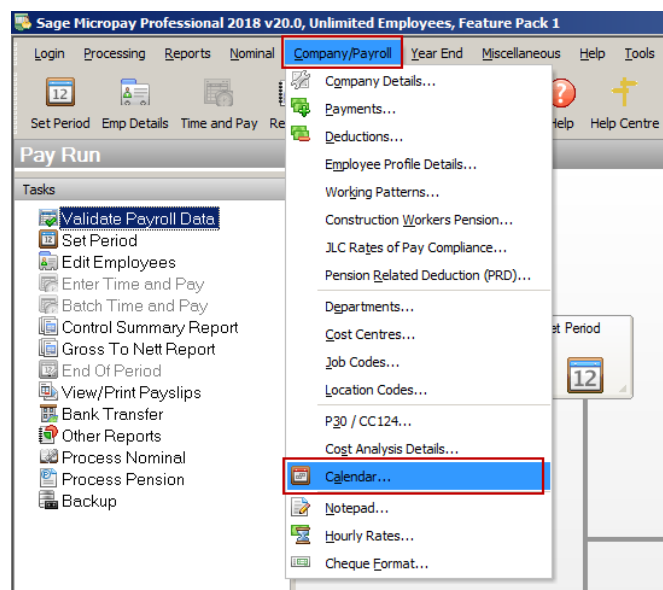 Sage Micropay Professional 2018 v20.0, Unlimited Employees, Feature Pack 1
Login Processing Reports Nominal Company/Payroll Year End Miscellaneous Help Tools
Set Period Emp Details Time and Pay Re Help Help Centre
Pay Run
Tasks
Validate Payroll Data
Set Period
Edit Employees
Enter Time and Pay
Batch Time and Pay
Control Summary Report
Gross To Nett Report
End Of Period
View/Print Payslips
Bank Transfer
Other Reports
Process Nominal
Process Pension
Backup
Company Details...
Payments...
Deductions...
Employee Profile Details...
Working Patterns...
Construction Workers Pension...
JLC Rates of Pay Compliance...
Pension Related Deduction (PRD)...
Departments...
Cost Centres...
Job Codes...
Location Codes...
P30 / CC124...
Cost Analysis Details...
Calendar...
Notepad...
Hourly Rates...
Cheque Format...
et Period
12